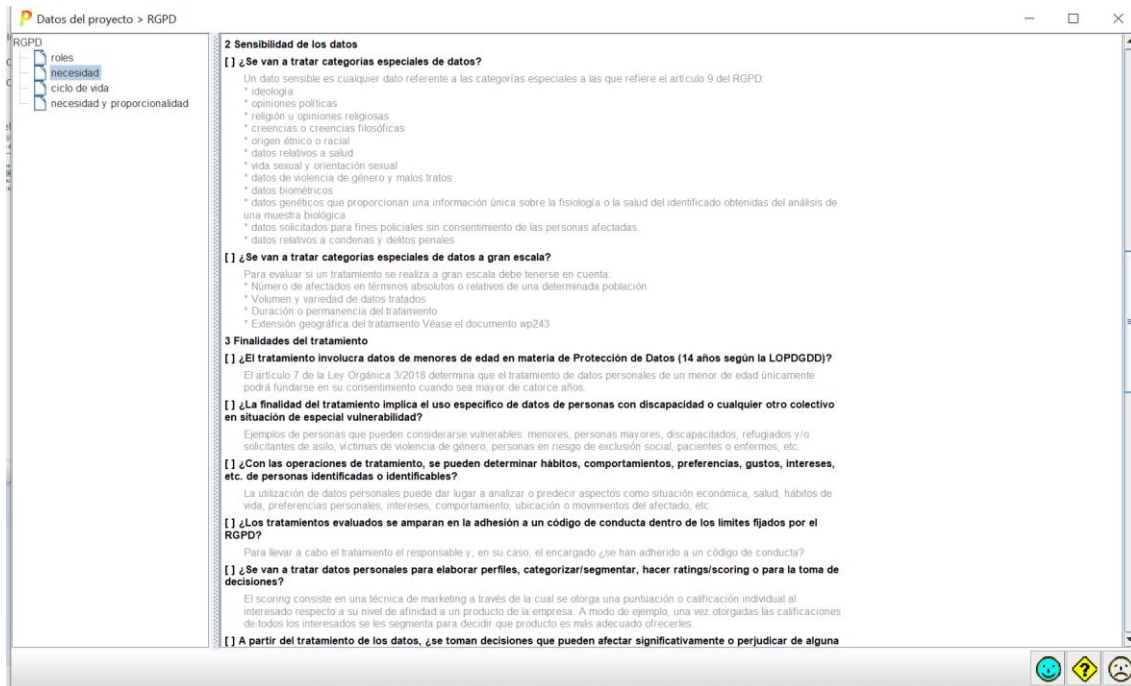 Datos del proyecto > RGPD
RGPD
roles
necesidad
ciclo de vida
necesidad y proporcionalidad
2 Sensibilidad de los datos
[ ] ¿Se van a tratar categorías especiales de datos?
Un dato sensible es cualquier dato referente a las categorías especiales a las que refiere el artículo 9 del RGPD:
* ideología
* opiniones políticas
* religión u opiniones religiosas
* creencias o creencias filosóficas
* origen étnico o racial
* datos relativos a salud
* vida sexual y orientación sexual
* datos de violencia de género y malos tratos
* datos biométricos
* datos genéticos que proporcionan una información única sobre la fisiología o la salud del identificado obtenidas del análisis de
una muestra biológica
* datos solicitados para fines policiales sin consentimiento de las personas afectadas.
* datos relativos a condenas y delitos penales
[ ] ¿Se van a tratar categorías especiales de datos a gran escala?
Para evaluar si un tratamiento se realiza a gran escala debe tenerse en cuenta:
* Número de afectados en términos absolutos o relativos de una determinada población
* Volumen y variedad de datos tratados
* Duración o permanencia del tratamiento
* Extensión geográfica del tratamiento Véase el documento wp243
3 Finalidades del tratamiento
[ ] ¿El tratamiento involucra datos de menores de edad en materia de Protección de Datos (14 años según la LOPDGDD)?
El artículo 7 de la Ley Orgánica 3/2018 determina que el tratamiento de datos personales de un menor de edad únicamente
podrá fundarse en su consentimiento cuando sea mayor de catorce años.
[ ] ¿La finalidad del tratamiento implica el uso específico de datos de personas con discapacidad o cualquier otro colectivo
en situación de especial vulnerabilidad?
Ejemplos de personas que pueden considerarse vulnerables: menores, personas mayores, discapacitados, refugiados y/o
solicitantes de asilo, víctimas de violencia de género, personas en riesgo de exclusión social, pacientes o enfermos, etc.
[ ] ¿Con las operaciones de tratamiento, se pueden determinar hábitos, comportamientos, preferencias, gustos, intereses,
etc. de personas identificadas o identificables?
La utilización de datos personales puede dar lugar a analizar o predecir aspectos como situación económica, salud, hábitos de
vida, preferencias personales, intereses, comportamiento, ubicación o movimientos del afectado, etc.
[ ] ¿Los tratamientos evaluados se amparan en la adhesión a un código de conducta dentro de los límites fijados por el
RGPD?
Para llevar a cabo el tratamiento el responsable y, en su caso, el encargado ¿se han adherido a un código de conducta?
[ ] ¿Se van a tratar datos personales para elaborar perfiles, categorizar/segmentar, hacer ratings/scoring o para la toma de
decisiones?
El scoring consiste en una técnica de marketing a través de la cual se otorga una puntuación o calificación individual al
interesado respecto a su nivel de afinidad a un producto de la empresa. A modo de ejemplo, una vez otorgadas las calificaciones
de todos los interesados se les segmenta para decidir que producto es más adecuado ofrecerles.
[ ] A partir del tratamiento de los datos, ¿se toman decisiones que pueden afectar significativamente o perjudicar de alguna